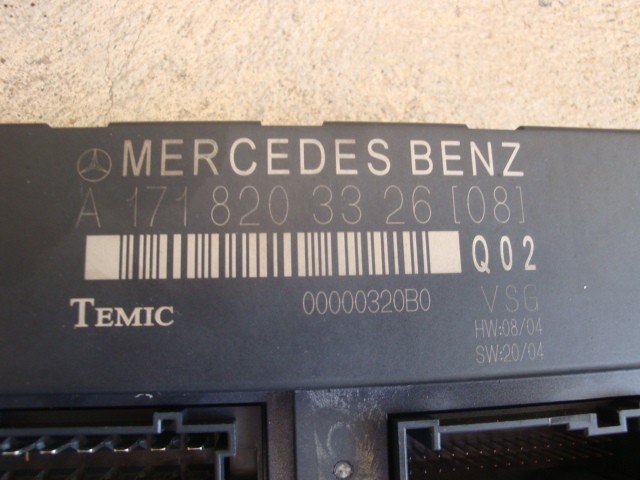 MERCEDES BENZ
A 171 820 33 26 [08]
Q02
TEMIC 00000320B0 VSG
HW:08/04
SW:20/04